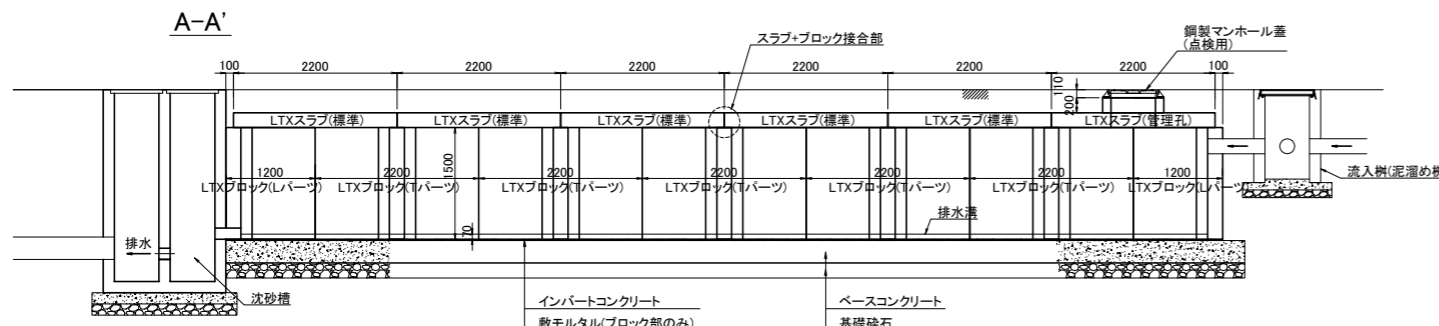 A-A'
スラブ+ブロック接合部
鋼製マンホール蓋
(点検用)
100 2200 2200 2200 2200 2200 2200 100
110
200
LTXスラブ(標準) LTXスラブ(標準) LTXスラブ(標準) LTXスラブ(標準) LTXスラブ(標準) LTXスラブ(管理孔)
1500
1200 2200 2200 2200 2200 2200 1200
LTXブロック(Lパーツ) LTXブロック(Tパーツ) LTXブロック(Tパーツ) LTXブロック(Tパーツ) LTXブロック(Tパーツ) LTXブロック(Tパーツ) LTXブロック(Lパーツ)
流入桝(泥溜め桝
排水溝
70
排水
沈砂槽
インバートコンクリート
敷モルタル(ブロック部のみ)
ベースコンクリート
基礎砕石